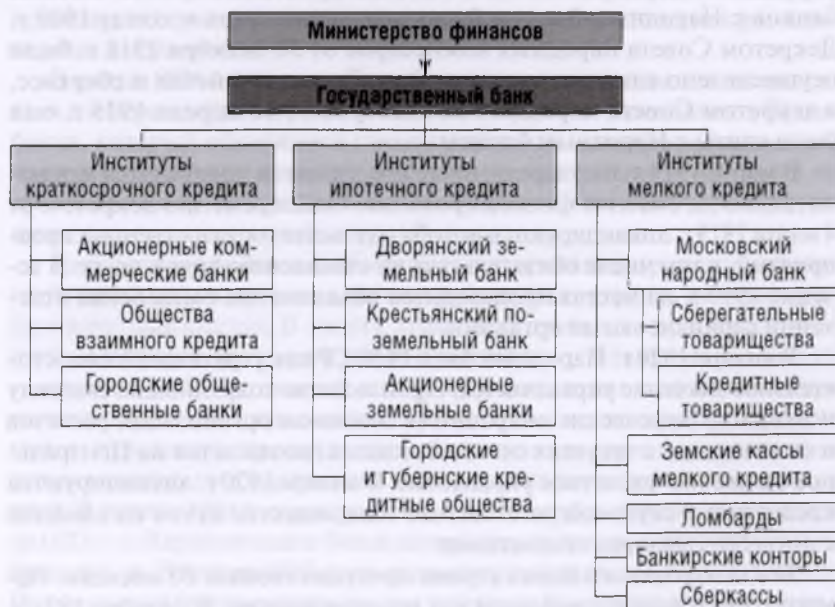 Министерство финансов
Государственный банк
Институты
краткосрочного кредита
Институты
ипотечного кредита
Институты
мелкого кредита
Акционерные ком-
мерческие банки
Общества
взаимного кредита
Городские обще-
ственные банки
Дворянский зе-
мельный банк
Крестьянский по-
земельный банк
Акционерные
земельные банки
Городские
и губернские кре-
дитные общества
Московский
народный банк
Сберегательные
товарищества
Кредитные
товарищества
Земские кассы
мелкого кредита
Ломбарды
Банкирские конторы
Сберкассы